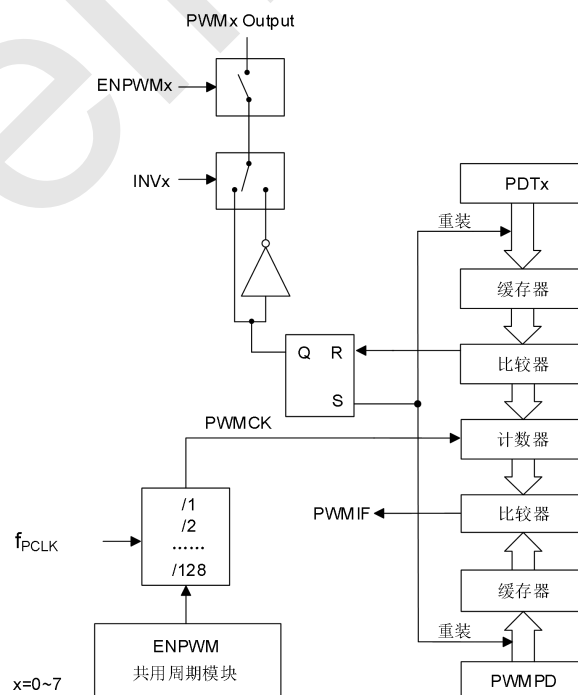 PWMx Output
ENPWMx
INVx
PDTx
重装
缓存器
Q R
S
比较器
PWMCK
计数器
/1
/2
......
/128
fPCLK
PWMIF
比较器
缓存器
重装
ENPWM
共用周期模块
PWMPD
x=0~7